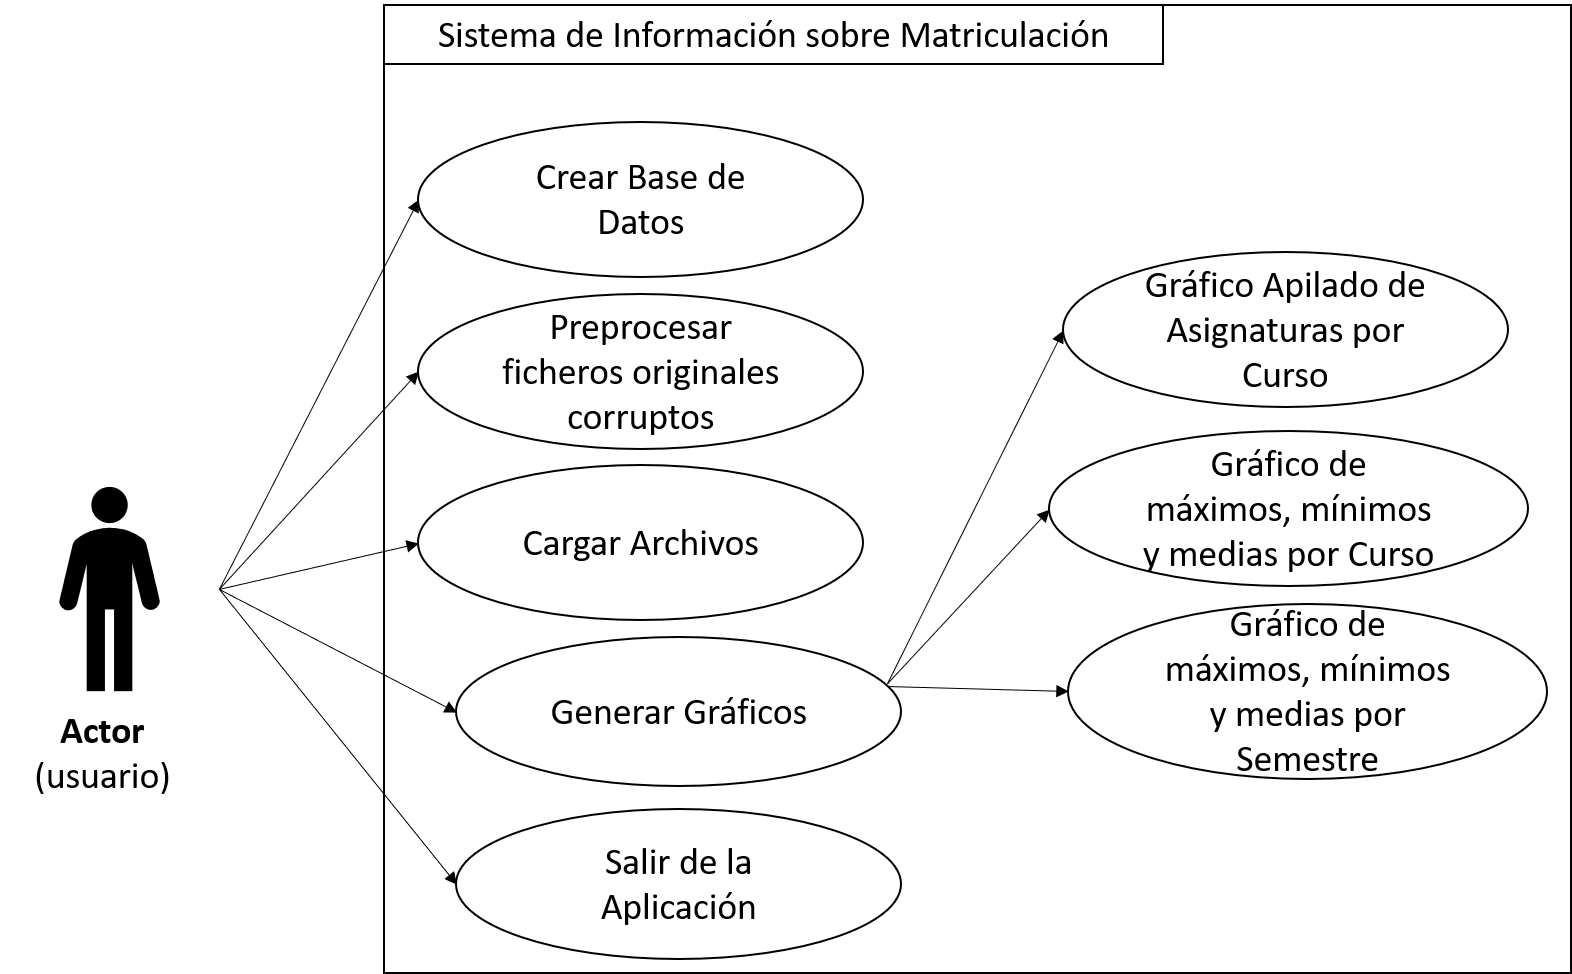 Sistema de Información sobre Matriculación
Crear Base de
Datos
Preprocesar
ficheros originales
corruptos
Cargar Archivos
Generar Gráficos
Salir de la
Aplicación
Gráfico Apilado de
Asignaturas por
Curso
Gráfico de
máximos, mínimos
y medias por Curso
Gráfico de
máximos, mínimos
y medias por
Semestre
Actor
(usuario)